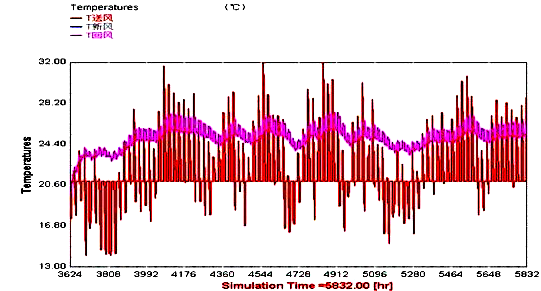 Temperatures (℃)
T送风
T新风
T回风
Temperatures
32.00
28.20
24.40
20.60
16.80
13.00
3624 3808 3992 4176 4360 4544 4728 4912 5096 5280 5464 5648 5832
Simulation Time =5832.00 [hr]